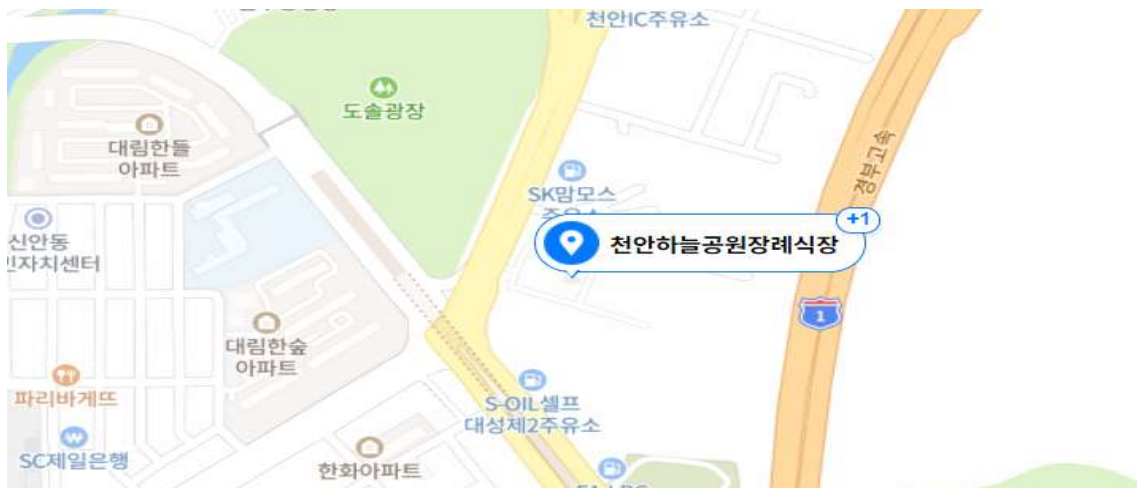 천안IC주유소
도솔광장
대림한들
아파트
경부고속
SK맘모스
주유소
+1
천안하늘공원장례식장
신안동
대림한숲
아파트
1
파리바게뜨
S-OIL셀프
대성제2주유소
SC제일은행
한화아파트